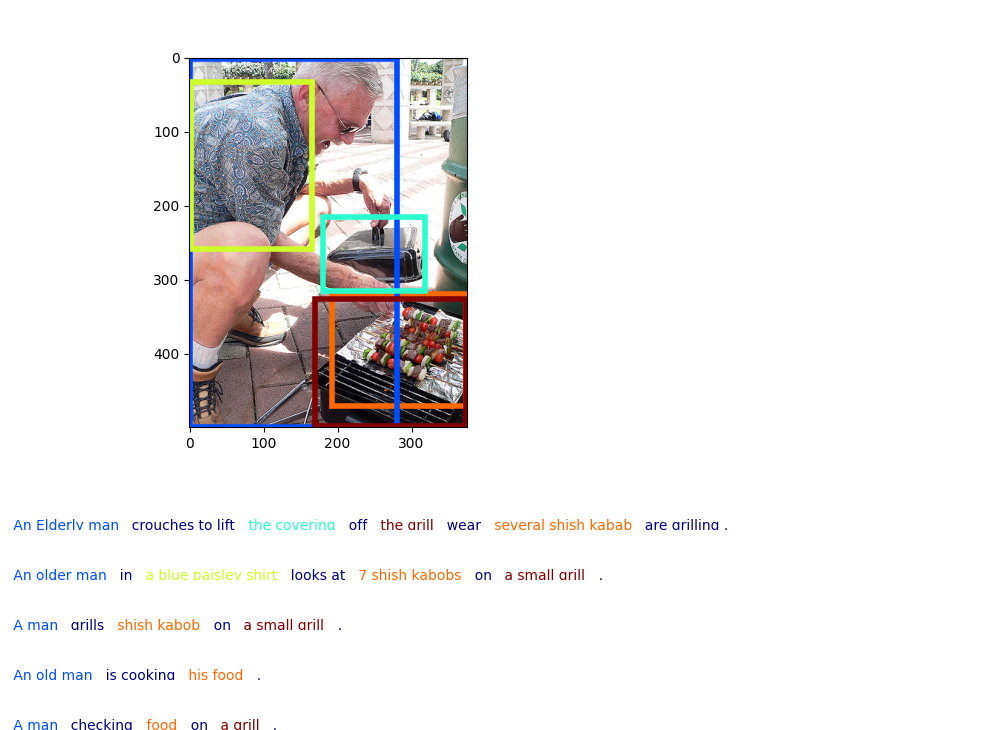 0
100
200
300
400
0 100 200 300
An Elderly man crouches to lift the covering off the grill wear several shish kabab are grilling .
An older man in a blue paisley shirt looks at 7 shish kabobs on a small grill .
A man grills shish kabob on a small grill .
An old man is cooking his food .
A man checking food on a grill .